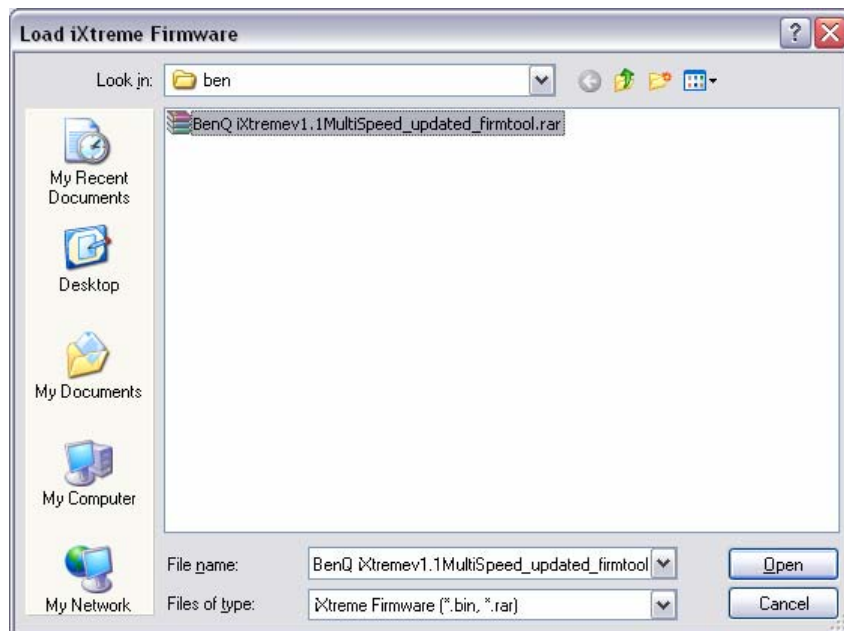 Load iXtreme Firmware
Look in: ben
BenQ iXtremev1.1MultiSpeed_updated_firmtool.rar
My Recent
Documents
Desktop
My Documents
My Computer
My Network
File name: BenQ iXtremev1.1MultiSpeed_updated_firmtool
Open
Files of type: iXtreme Firmware (*.bin, *.rar)
Cancel